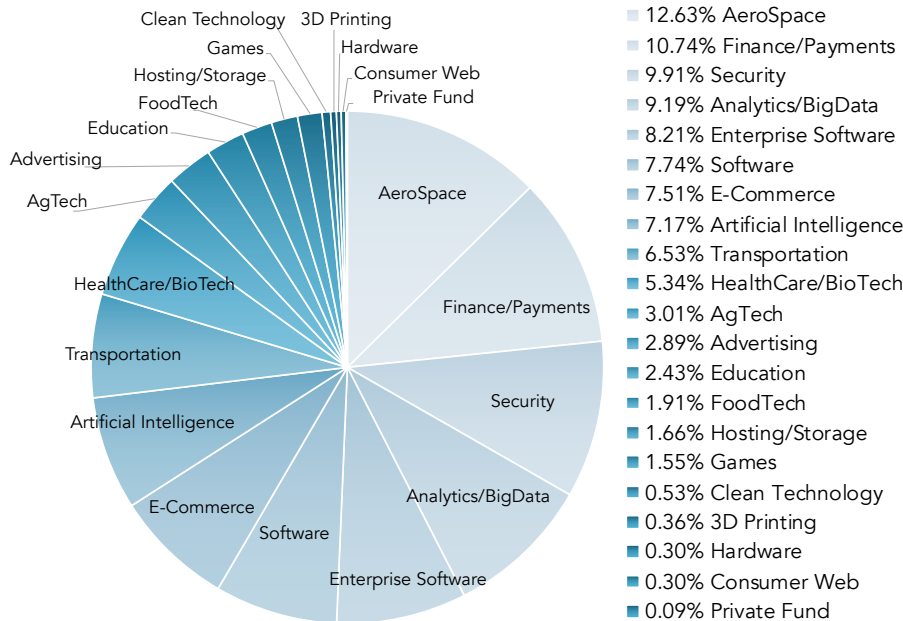 Clean Technology
3D Printing
Games
Hardware
Hosting/Storage
Consumer Web
FoodTech
Private Fund
Education
Advertising
AgTech
AeroSpace
HealthCare/BioTech
Finance/Payments
Transportation
Security
Artificial Intelligence
Analytics/BigData
E-Commerce
Software
Enterprise Software
12.63% AeroSpace
10.74% Finance/Payments
9.91% Security
9.19% Analytics/BigData
8.21% Enterprise Software
7.74% Software
7.51% E-Commerce
7.17% Artificial Intelligence
6.53% Transportation
5.34% HealthCare/BioTech
3.01% AgTech
2.89% Advertising
2.43% Education
1.91% FoodTech
1.66% Hosting/Storage
1.55% Games
0.53% Clean Technology
0.36% 3D Printing
0.30% Hardware
0.30% Consumer Web
0.09% Private Fund